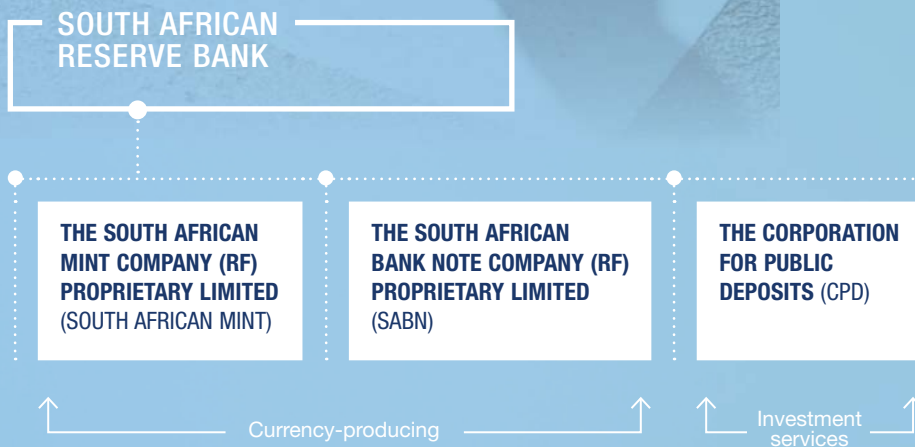 SOUTH AFRICAN
RESERVE BANK
THE SOUTH AFRICAN
MINT COMPANY (RF)
PROPRIETARY LIMITED
(SOUTH AFRICAN MINT)
THE SOUTH AFRICAN
BANK NOTE COMPANY (RF)
PROPRIETARY LIMITED
(SABN)
THE CORPORATION
FOR PUBLIC
DEPOSITS (CPD)
Currency-producing
Investment
services